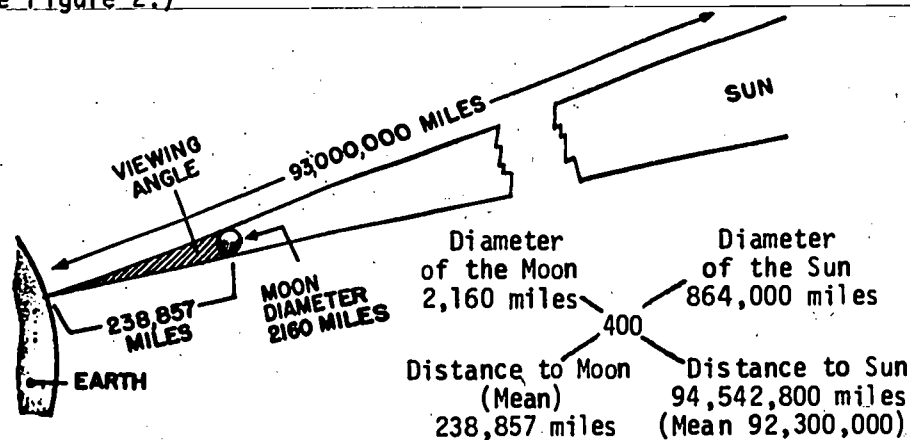 e Figure 2.)
93,000,000 MILES
SUN
VIEWING
ANGLE
238,857
MILES
MOON
DIAMETER
2160 MILES
EARTH
Diameter
of the Moon
2,160 miles
Diameter
of the Sun
864,000 miles
400
Distance to Moon
(Mean)
238,857 miles
Distance to Sun
94,542,800 miles
(Mean 92,300,000)